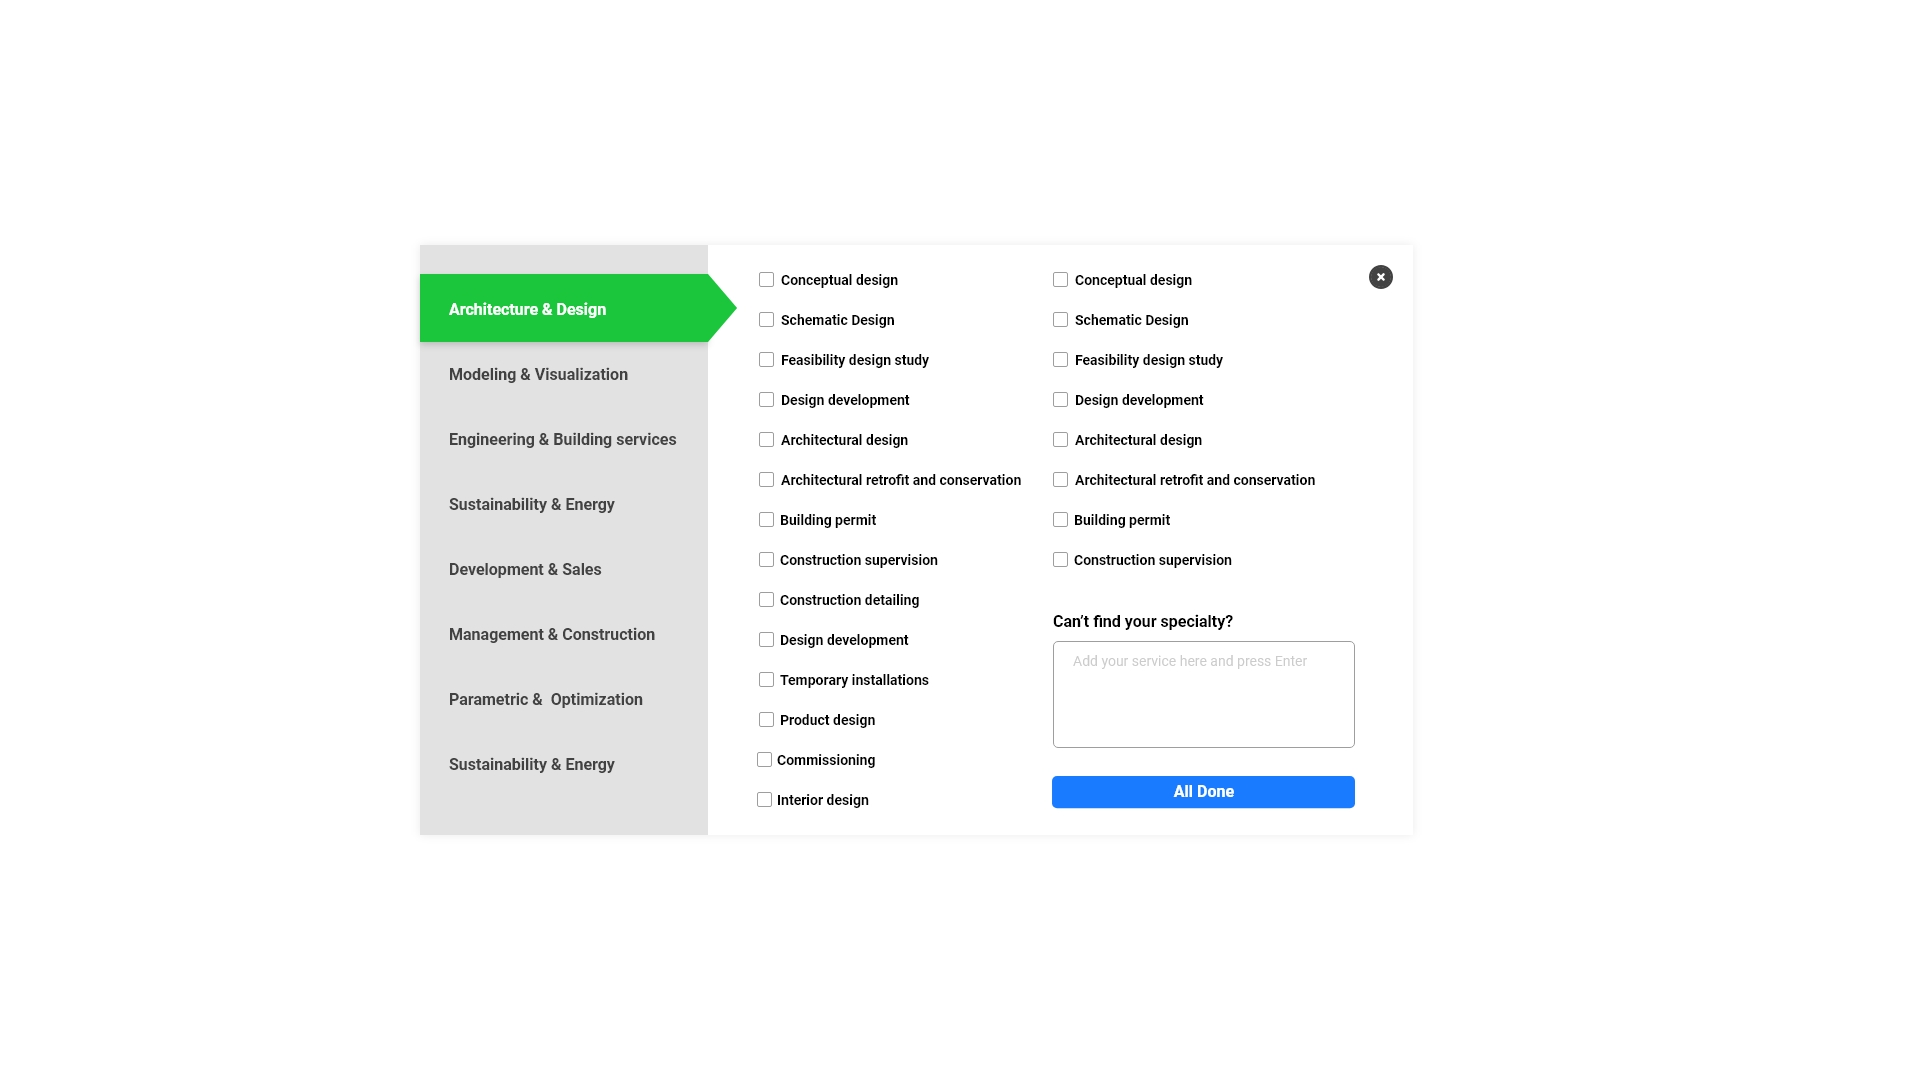 Architecture & Design
Modeling & Visualization
Engineering & Building services
Sustainability & Energy
Development & Sales
Management & Construction
Parametric &  Optimization
Sustainability & Energy
Conceptual design
Schematic Design
Feasibility design study
Design development
Architectural design
Architectural retrofit and conservation
Building permit
Construction supervision
Construction detailing
Design development
Temporary installations
Product design
Commissioning
Interior design
Conceptual design
Schematic Design
Feasibility design study
Design development
Architectural design
Architectural retrofit and conservation
Building permit
Construction supervision
Can’t find your specialty?
Add your service here and press Enter
All Done